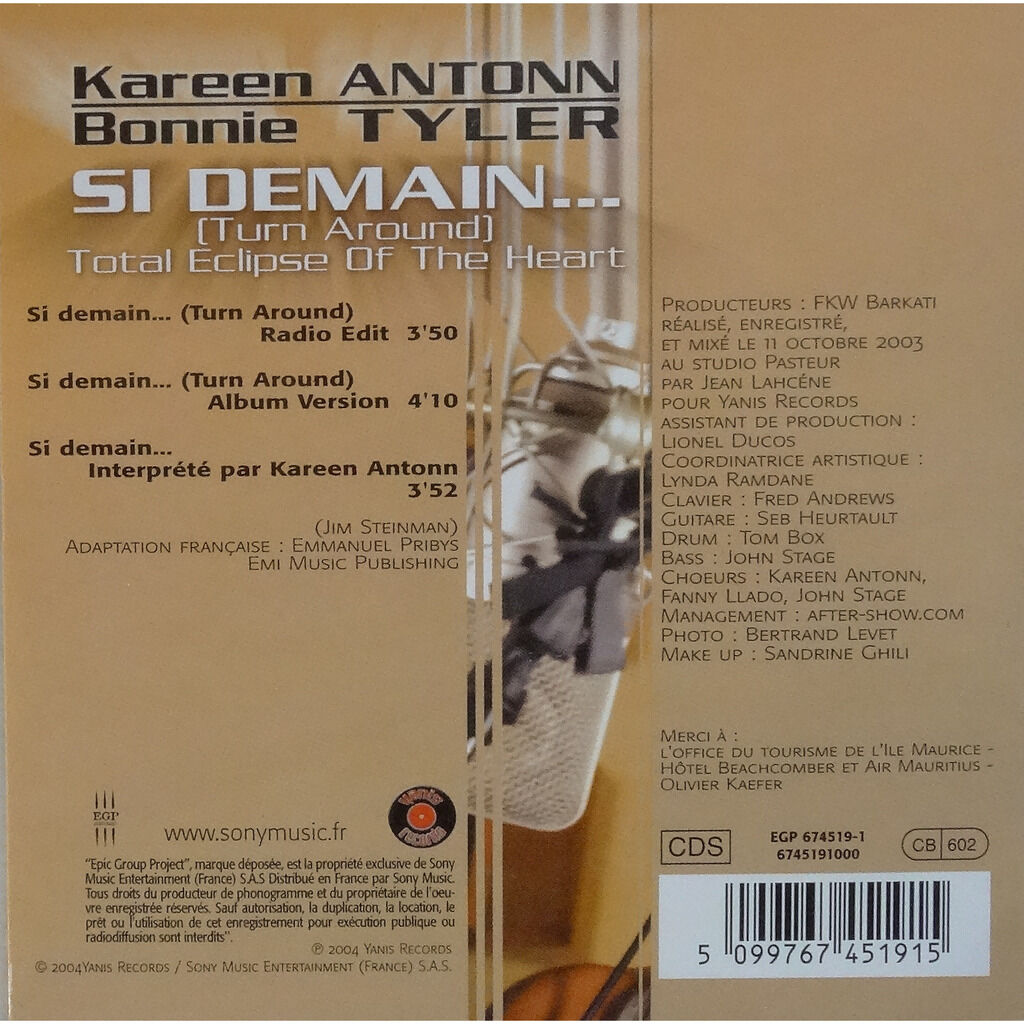 Kareen ANTONN
Bonnie TYLER
SI DEMAIN...
(Turn Around)
Total Eclipse Of The Heart
Si demain... (Turn Around)
Radio Edit 3'50
Si demain... (Turn Around)
Album Version 4'10
Si demain...
Interprété par Kareen Antonn
3'52
(Jim Steinman)
Adaptation française : Emmanuel Pribys
Emi Music Publishing
Producteurs : FKW Barkati
réalisé, enregistré,
et mixé le 11 octobre 2003
au studio Pasteur
par Jean Lahcéne
pour Yanis Records
assistant de production :
Lionel Ducos
Coordinatrice artistique :
Lynda Ramdane
Clavier : Fred Andrews
Guitare : Seb Heurtault
Drum : Tom Box
Bass : John Stage
Choeurs : Kareen Antonn,
Fanny Llado, John Stage
Management : after-show.com
Photo : Bertrand Levet
Make up : Sandrine Ghili
Merci à :
l'office du tourisme de l'Ile Maurice -
Hôtel Beachcomber et Air Mauritius -
Olivier Kaefer
EGP
www.sonymusic.fr
Yanis
records
"Epic Group Project", marque déposée, est la propriété exclusive de Sony
Music Entertainment (France) S.A.S Distribué en France par Sony Music.
Tous droits du producteur de phonogramme et du propriétaire de l'oeu-
vre enregistrée réservés. Sauf autorisation, la duplication, la location, le
prêt ou l'utilisation de cet enregistrement pour exécution publique ou
radiodiffusion sont interdits".
℗ 2004 Yanis Records
© 2004Yanis Records / Sony Music Entertainment (France) S.A.S.
CDS
EGP 674519-1
6745191000
CB 602
5 099767 451915